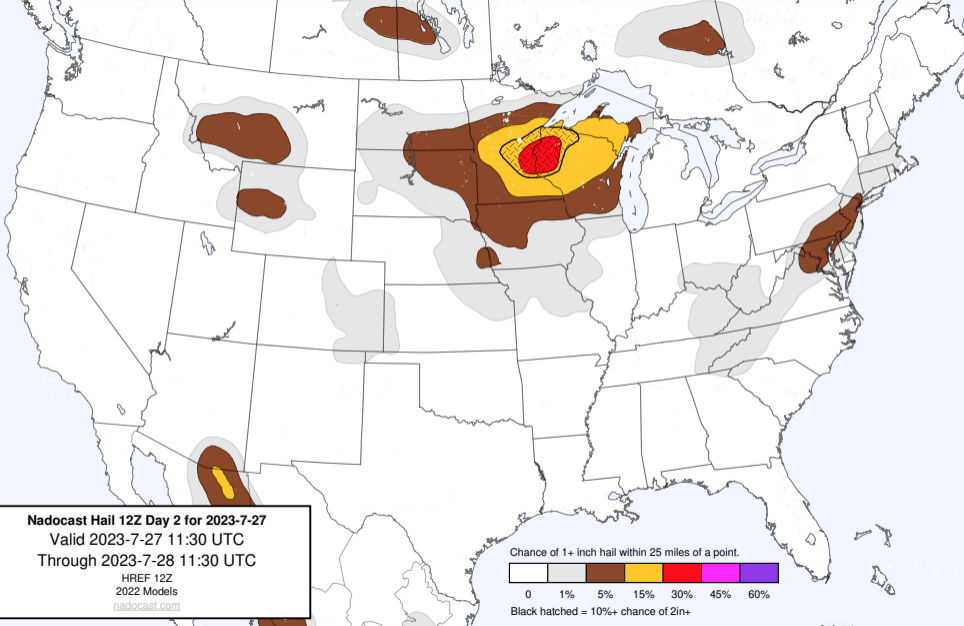 Nadocast Hail 12Z Day 2 for 2023-7-27
Valid 2023-7-27 11:30 UTC
Through 2023-7-28 11:30 UTC
HREF 12Z
2022 Models
nadocast.com
Chance of 1+ inch hail within 25 miles of a point.
0 1% 5% 15% 30% 45% 60%
Black hatched = 10%+ chance of 2in+